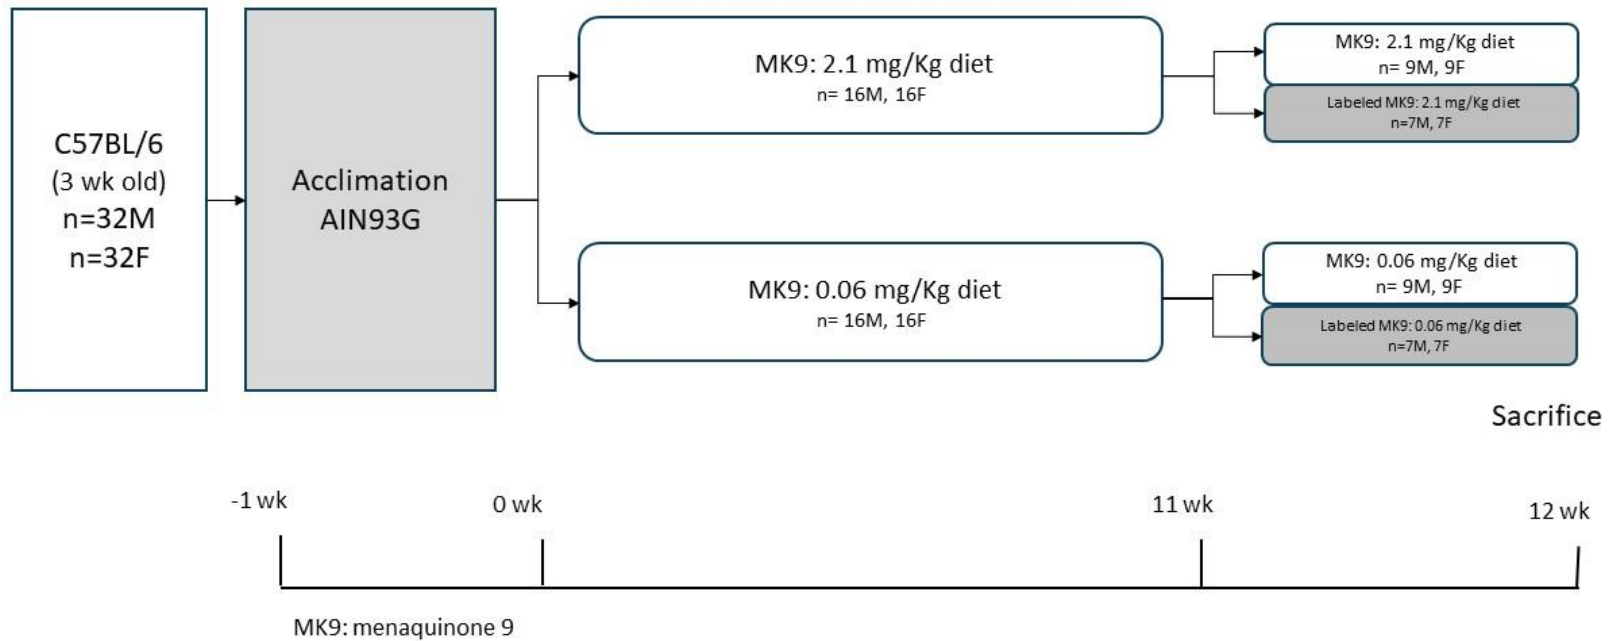 C57BL/6
(3 wk old)
n=32M
n=32F
Acclimation
AIN93G
MK9: 2.1 mg/Kg diet
n= 16M, 16F
MK9: 0.06 mg/Kg diet
n= 16M, 16F
MK9: 2.1 mg/Kg diet
n= 9M, 9F
Labeled MK9: 2.1 mg/Kg diet
n=7M, 7F
MK9: 0.06 mg/Kg diet
n= 9M, 9F
Labeled MK9: 0.06 mg/Kg diet
n=7M, 7F
Sacrifice
-1 wk
0 wk
11 wk
12 wk
MK9: menaquinone 9